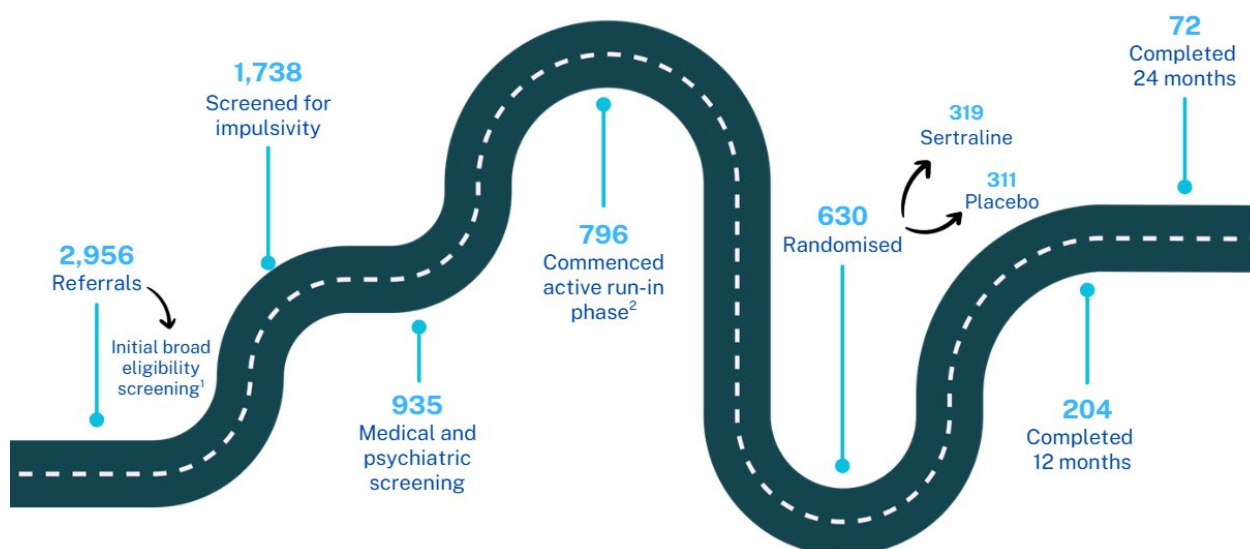 2,956
Referrals
Initial broad
eligibility
screening¹
1,738
Screened for
impulsivity
935
Medical and
psychiatric
screening
796
Commenced
active run-in
phase²
630
Randomised
319
Sertraline
311
Placebo
204
Completed
12 months
72
Completed
24 months